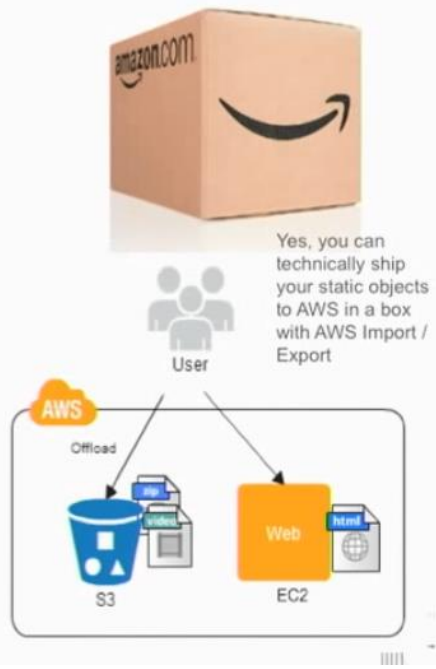 amazon.com
Yes, you can
technically ship
your static objects
to AWS in a box
with AWS Import /
Export
User
AWS
Offload
zip
video
S3
Web
html
EC2